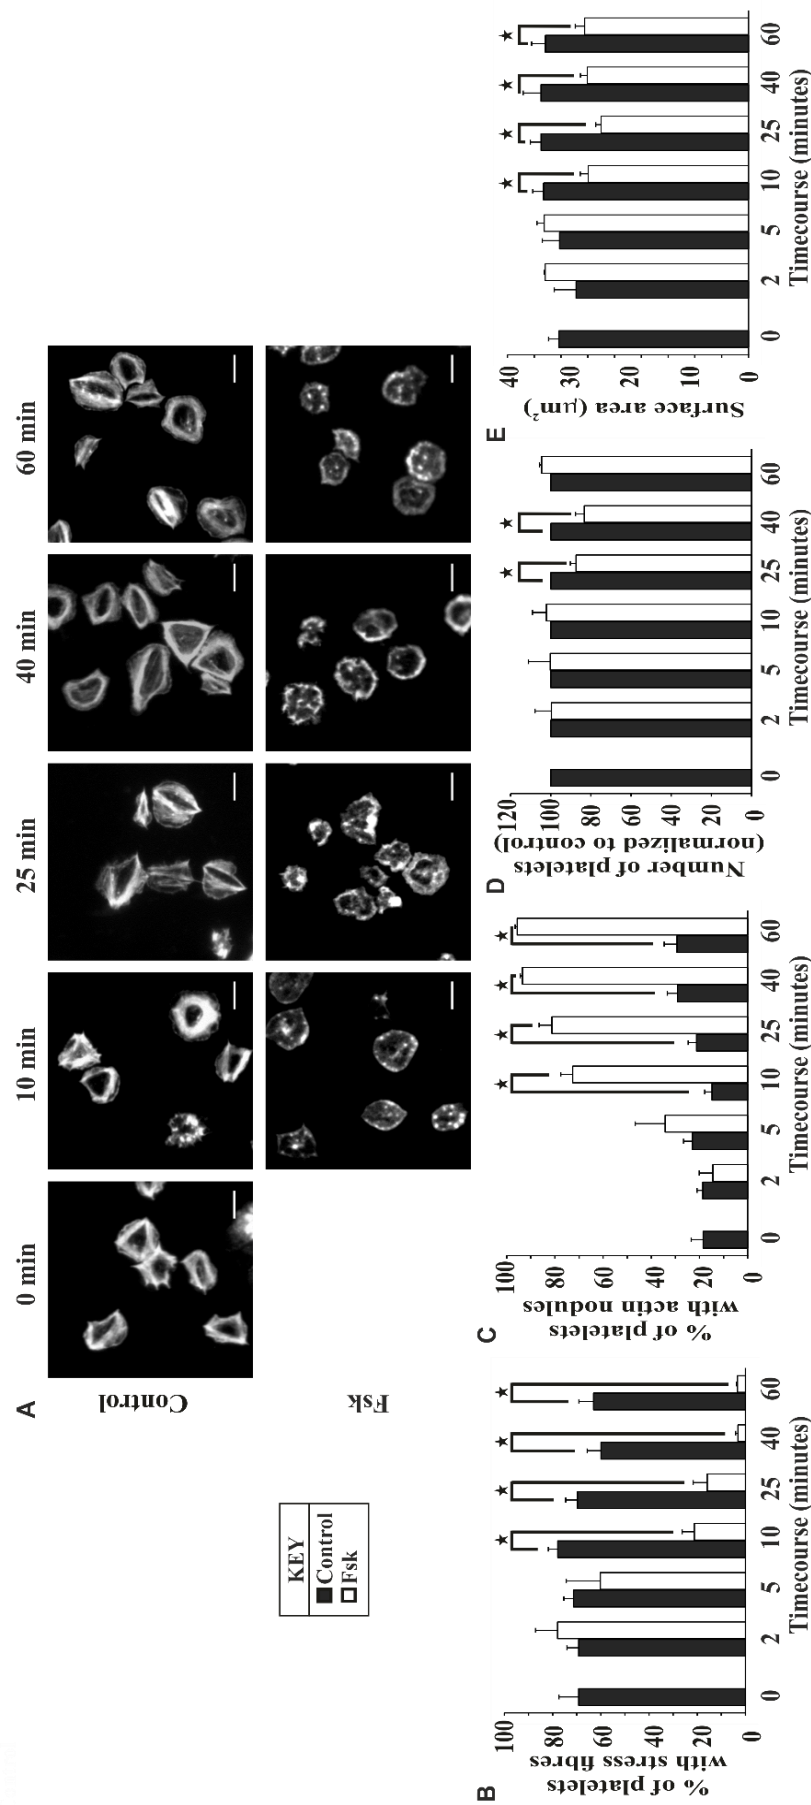 A
0 min
10 min
25 min
40 min
60 min
Control
Fsk
KEY
Control
Fsk
B
% of platelets
with stress fibres
100
80
60
40
20
0
0
2
5
10
25
40
60
Timecourse (minutes)
★
★
★
★
C
% of platelets
with actin nodules
100
80
60
40
20
0
0
2
5
10
25
40
60
Timecourse (minutes)
★
★
★
★
D
Number of platelets
(normalized to control)
120
100
80
60
40
20
0
0
2
5
10
25
40
60
Timecourse (minutes)
★
★
E
Surface area (μm²)
40
30
20
10
0
0
2
5
10
25
40
60
Timecourse (minutes)
★
★
★
★